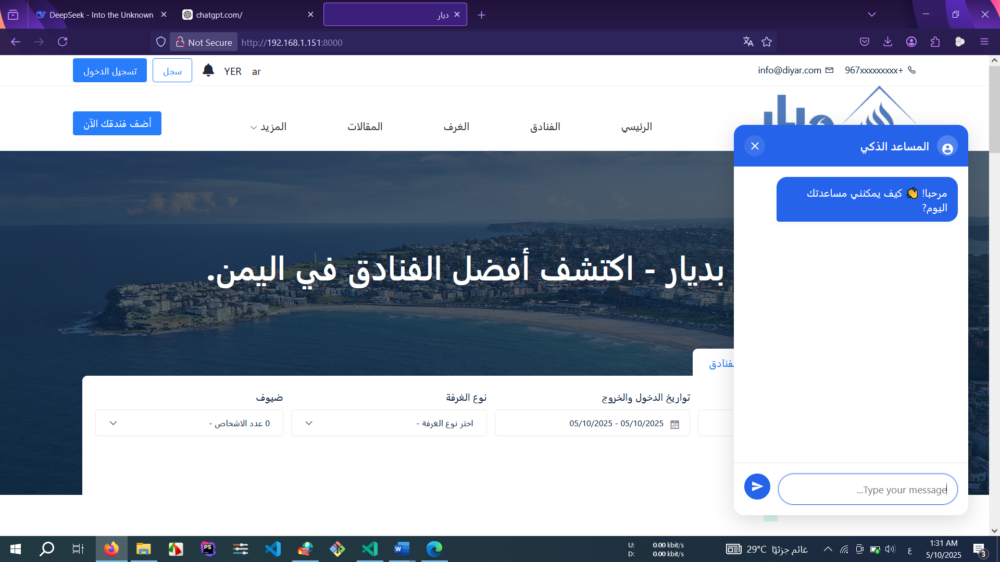 DeepSeek - Into the Unknown
chatgpt.com/
ديار
Not Secure
http://192.168.1.151:8000
+967xxxxxxxxx
info@diyar.com
ar
YER
سجل
تسجيل الدخول
ديار
الرئيسي
الفنادق
الغرف
المقالات
المزيد
أضف فندقك الآن
المساعد الذكي
مرحبا! 👋 كيف يمكنني مساعدتك
اليوم?
بديار - اكتشف أفضل الفنادق في اليمن.
تواريخ الدخول والخروج
نوع الغرفة
ضيوف
05/10/2025 - 05/10/2025
اختر نوع الغرفة -
0 عدد الاشخاص -
Type your message...
PS
W
U: 0.00 kbit/s
D: 0.00 kbit/s
29°C غائم جزئيًا
ع
1:31 AM
5/10/2025
3